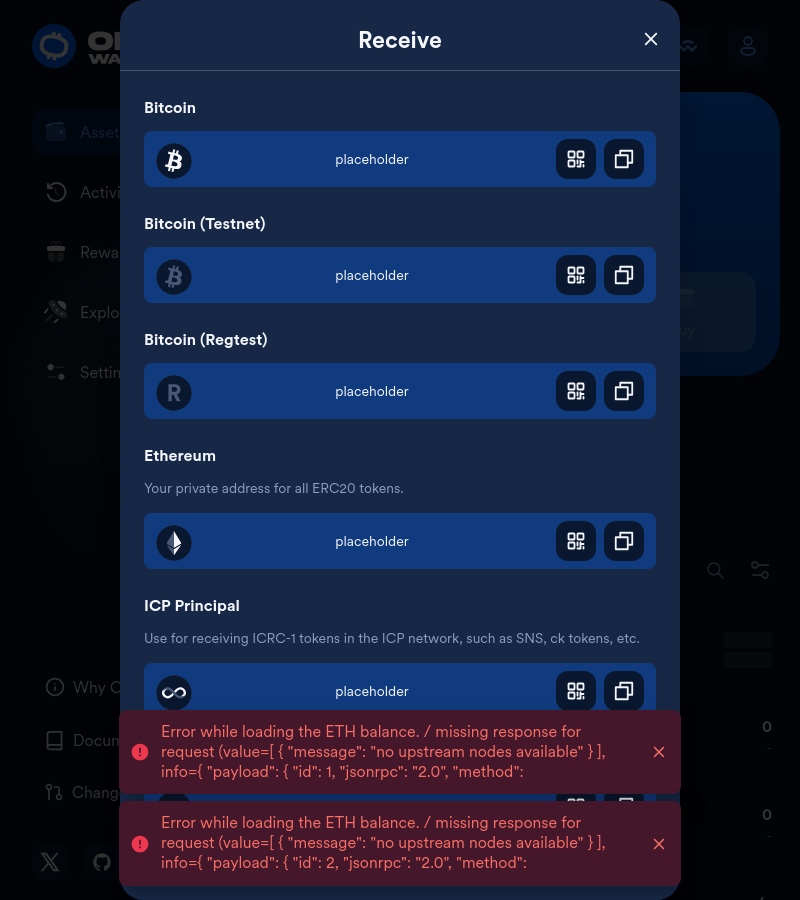 Receive
Bitcoin
placeholder
Bitcoin (Testnet)
placeholder
Bitcoin (Regtest)
placeholder
R
Ethereum
Your private address for all ERC20 tokens.
placeholder
ICP Principal
Use for receiving ICRC-1 tokens in the ICP network, such as SNS, ck tokens, etc.
placeholder
Error while loading the ETH balance. / missing response for
request (value=[ { "message": "no upstream nodes available" } ],
info={ "payload": { "id": 1, "jsonrpc": "2.0", "method":
Error while loading the ETH balance. / missing response for
request (value=[ { "message": "no upstream nodes available" } ],
info={ "payload": { "id": 2, "jsonrpc": "2.0", "method":
Asset
Activi
Rewa
Explo
Settin
Why O
Docum
Chang
0
-
0
-